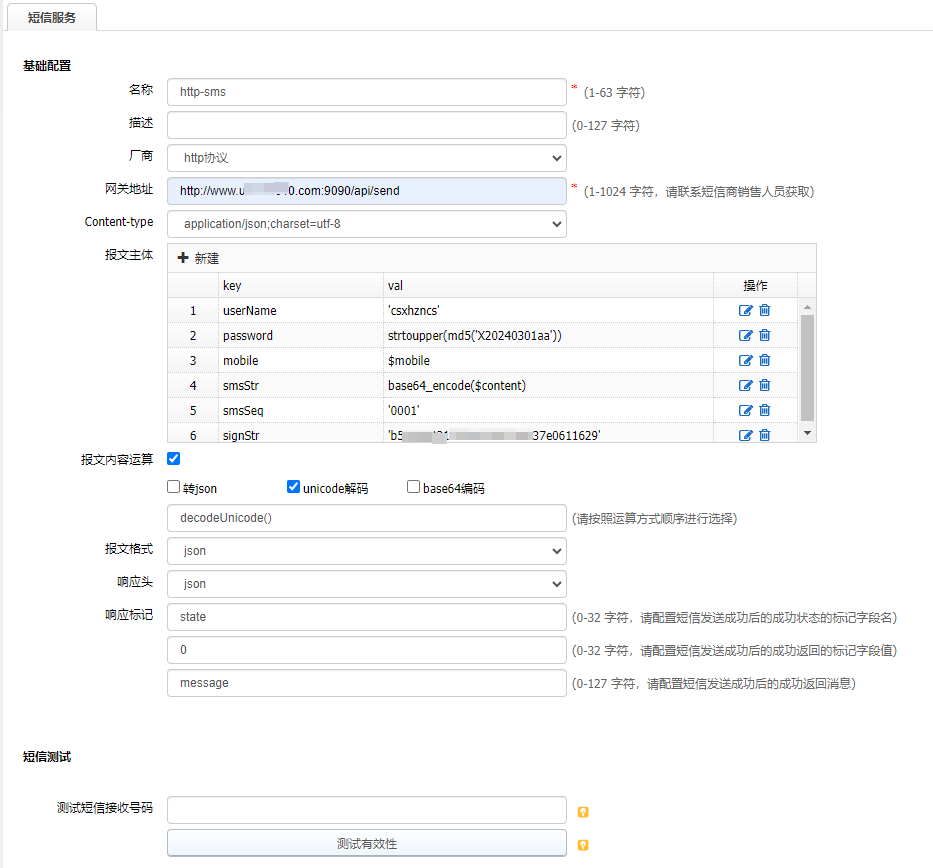 短信服务
基础配置
名称 http-sms * (1-63 字符)
描述 (0-127 字符)
厂商 http协议
网关地址 http://www.u 0.com:9090/api/send * (1-1024 字符，请联系短信商销售人员获取)
Content-type application/json;charset=utf-8
报文主体 新建
key val 操作
1 userName 'csxhzncs'
2 password strtoupper(md5('X20240301aa'))
3 mobile $mobile
4 smsStr base64_encode($content)
5 smsSeq '0001'
6 signStr 'b5 37e0611629'
报文内容运算
转json unicode解码 base64编码
decodeUnicode() (请按照运算方式顺序进行选择)
报文格式 json
响应头 json
响应标记 state (0-32 字符，请配置短信发送成功后的成功状态的标记字段名)
0 (0-32 字符，请配置短信发送成功后的成功返回的标记字段值)
message (0-127 字符，请配置短信发送成功后的成功返回消息)
短信测试
测试短信接收号码
测试有效性